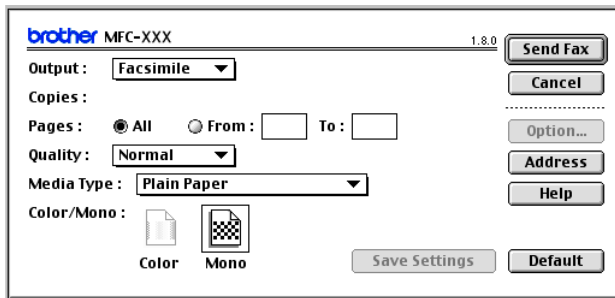 brother MFC-XXX
1.8.0
Send Fax
Output : Facsimile
Cancel
Copies :
Pages : All From : To :
Option...
Quality : Normal
Address
Media Type : Plain Paper
Help
Color/Mono :
Color Mono
Save Settings Default